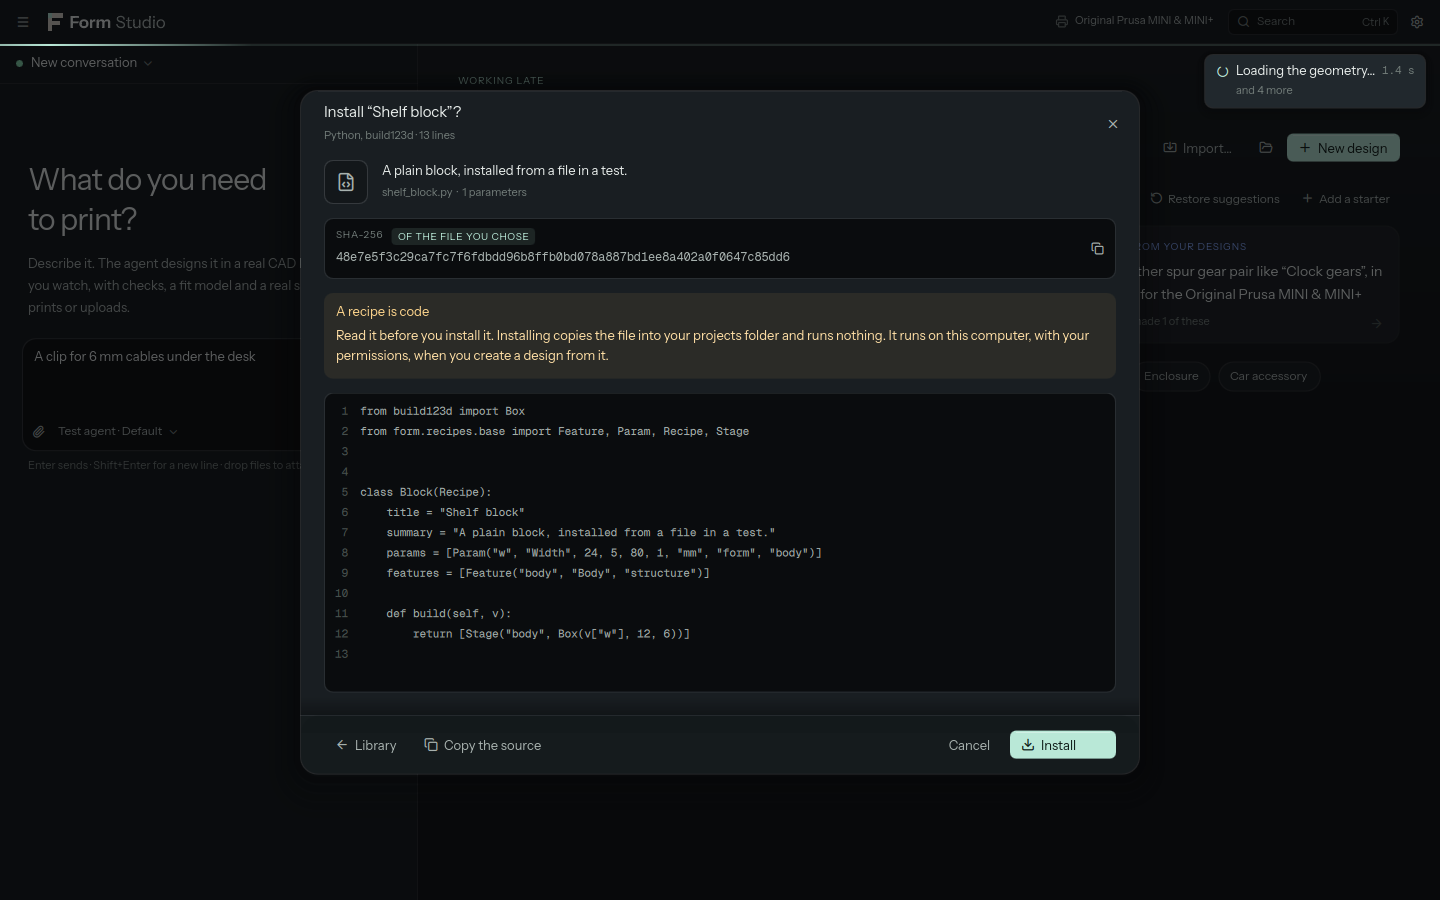 Form Studio
Original Prusa MINI & MINI+
Search
Ctrl K
New conversation
WORKING LATE
Loading the geometry... 1.4 s
and 4 more
What do you need
to print?
Describe it. The agent designs it in a real CAD
you watch, with checks, a fit model and a real s
prints or uploads.
A clip for 6 mm cables under the desk
Test agent · Default
Enter sends · Shift+Enter for a new line · drop files to att
Import...
New design
Restore suggestions
Add a starter
ROM YOUR DESIGNS
ther spur gear pair like “Clock gears”, in
for the Original Prusa MINI & MINI+
ade 1 of these
Enclosure
Car accessory
Install “Shelf block”?
Python, build123d · 13 lines
A plain block, installed from a file in a test.
shelf_block.py · 1 parameters
SHA-256 OF THE FILE YOU CHOSE
48e7e5f3c29ca7fc7f6fdbdd96b8ffb0bd078a887bd1ee8a402a0f0647c85dd6
A recipe is code
Read it before you install it. Installing copies the file into your projects folder and runs nothing. It runs on this computer, with your
permissions, when you create a design from it.
1 from build123d import Box
2 from form.recipes.base import Feature, Param, Recipe, Stage
3
4
5 class Block(Recipe):
6     title = "Shelf block"
7     summary = "A plain block, installed from a file in a test."
8     params = [Param("w", "Width", 24, 5, 80, 1, "mm", "form", "body")]
9     features = [Feature("body", "Body", "structure")]
10
11     def build(self, v):
12         return [Stage("body", Box(v["w"], 12, 6))]
13
Library
Copy the source
Cancel
Install